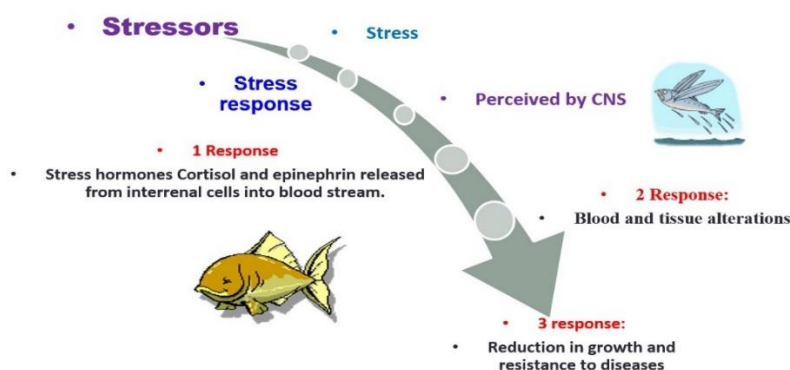 • Stressors
• Stress
• Stress
response
• Perceived by CNS
• 1 Response
• Stress hormones Cortisol and epinephrin released
from interrenal cells into blood stream.
• 2 Response:
• Blood and tissue alterations
• 3 response:
• Reduction in growth and
resistance to diseases